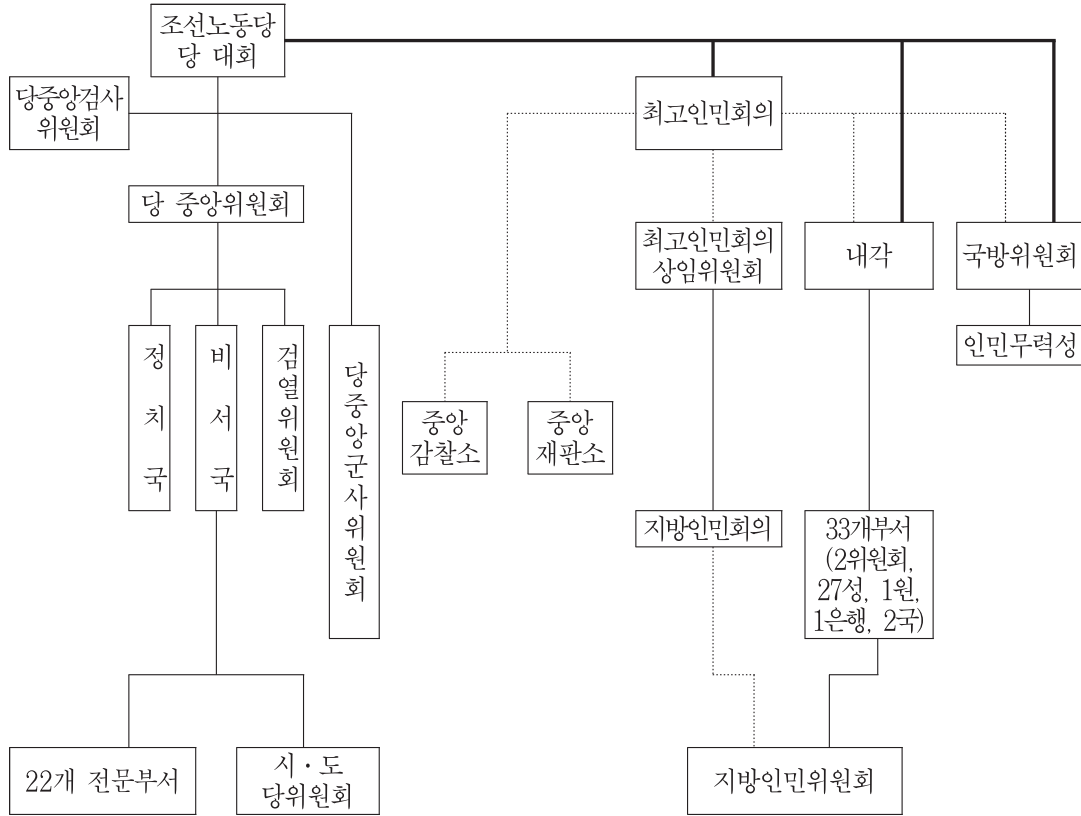 조선노동당
당 대회
당중앙검사
위원회
최고인민회의
당 중앙위원회
최고인민회의
상임위원회
내각
국방위원회
인민무력성
정치국
비서국
검열위원회
당중앙군사위원회
중앙
감찰소
중앙
재판소
지방인민회의
33개부서
(2위원회,
27성, 1원,
1은행, 2국)
22개 전문부서
시·도
당위원회
지방인민위원회